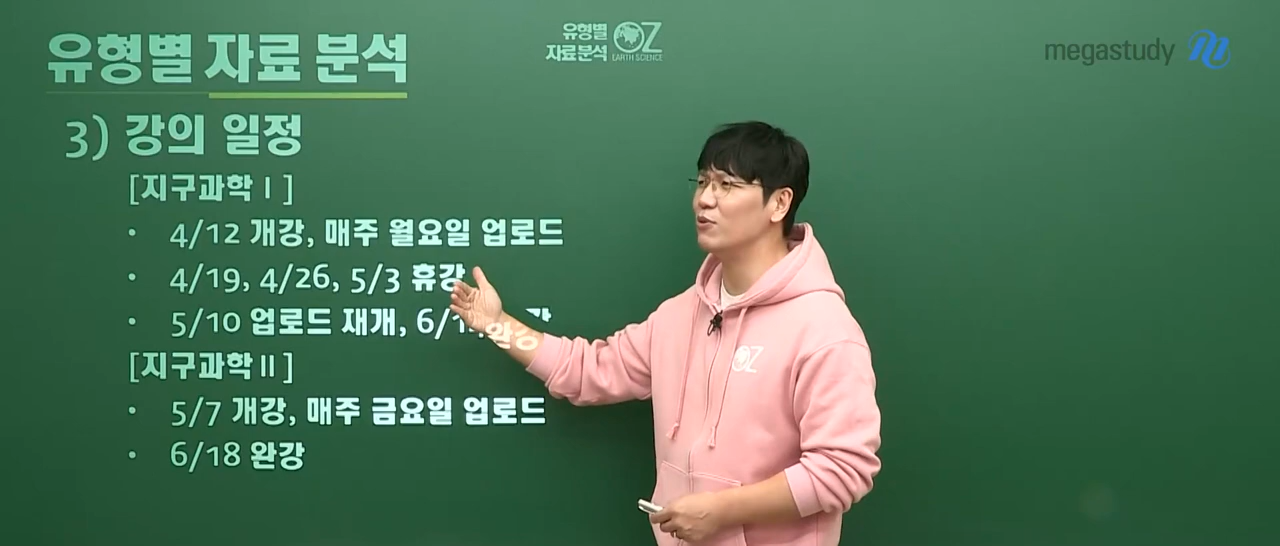 유형별 자료 분석
유형별
자료분석 OZ
EARTH SCIENCE
megastudy
3) 강의 일정
[지구과학 I]
• 4/12 개강, 매주 월요일 업로드
• 4/19, 4/26, 5/3 휴강
• 5/10 업로드 재개, 6/1 완강
[지구과학 II]
• 5/7 개강, 매주 금요일 업로드
• 6/18 완강
OZ